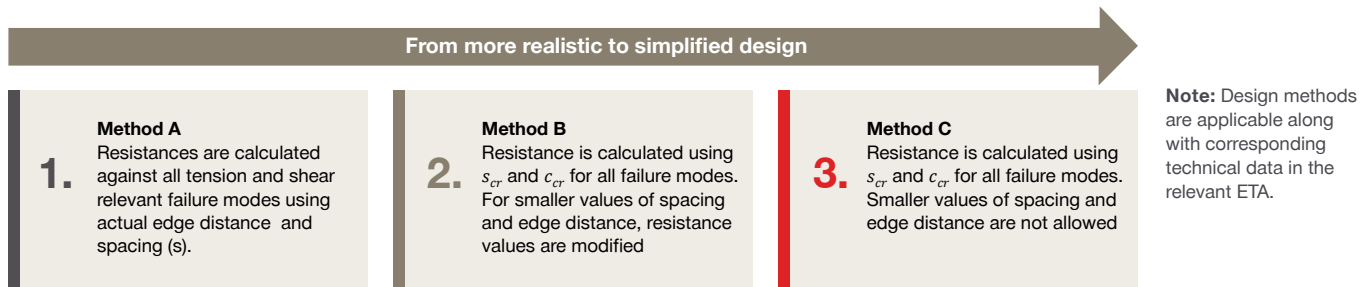 From more realistic to simplified design
1.
Method A
Resistances are calculated
against all tension and shear
relevant failure modes using
actual edge distance and
spacing (s).
2.
Method B
Resistance is calculated using
s_cr and c_cr for all failure modes.
For smaller values of spacing
and edge distance, resistance
values are modified
3.
Method C
Resistance is calculated using
s_cr and c_cr for all failure modes.
Smaller values of spacing and
edge distance are not allowed
Note: Design methods
are applicable along
with corresponding
technical data in the
relevant ETA.